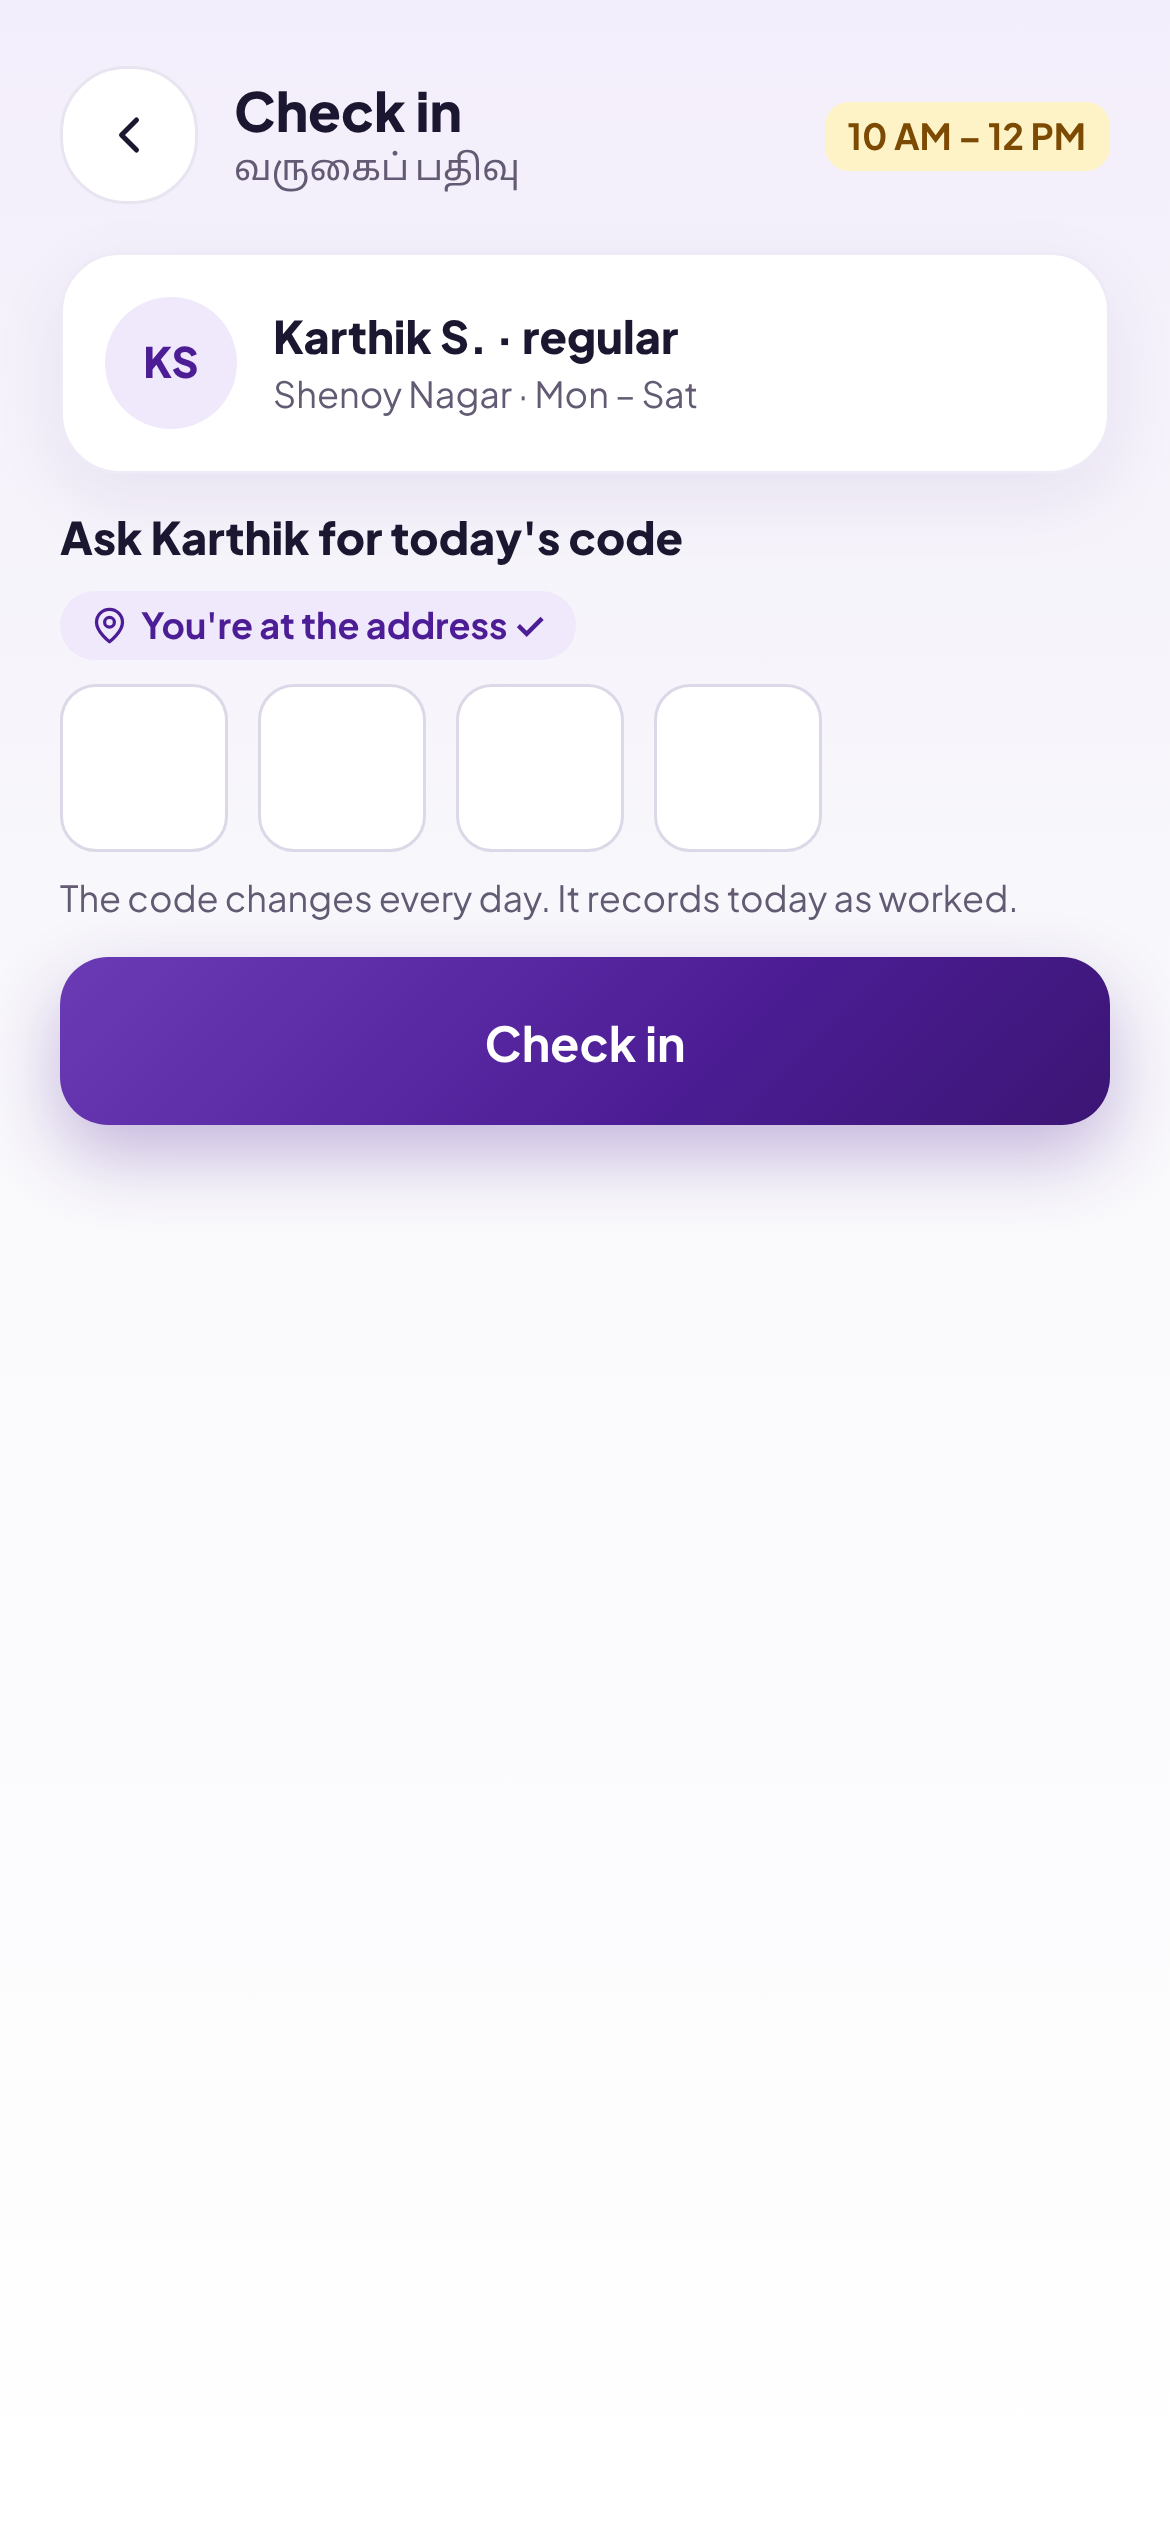 Check in
வருகைப் பதிவு
10 AM – 12 PM
KS
Karthik S. · regular
Shenoy Nagar · Mon – Sat
Ask Karthik for today's code
You're at the address ✓
The code changes every day. It records today as worked.
Check in